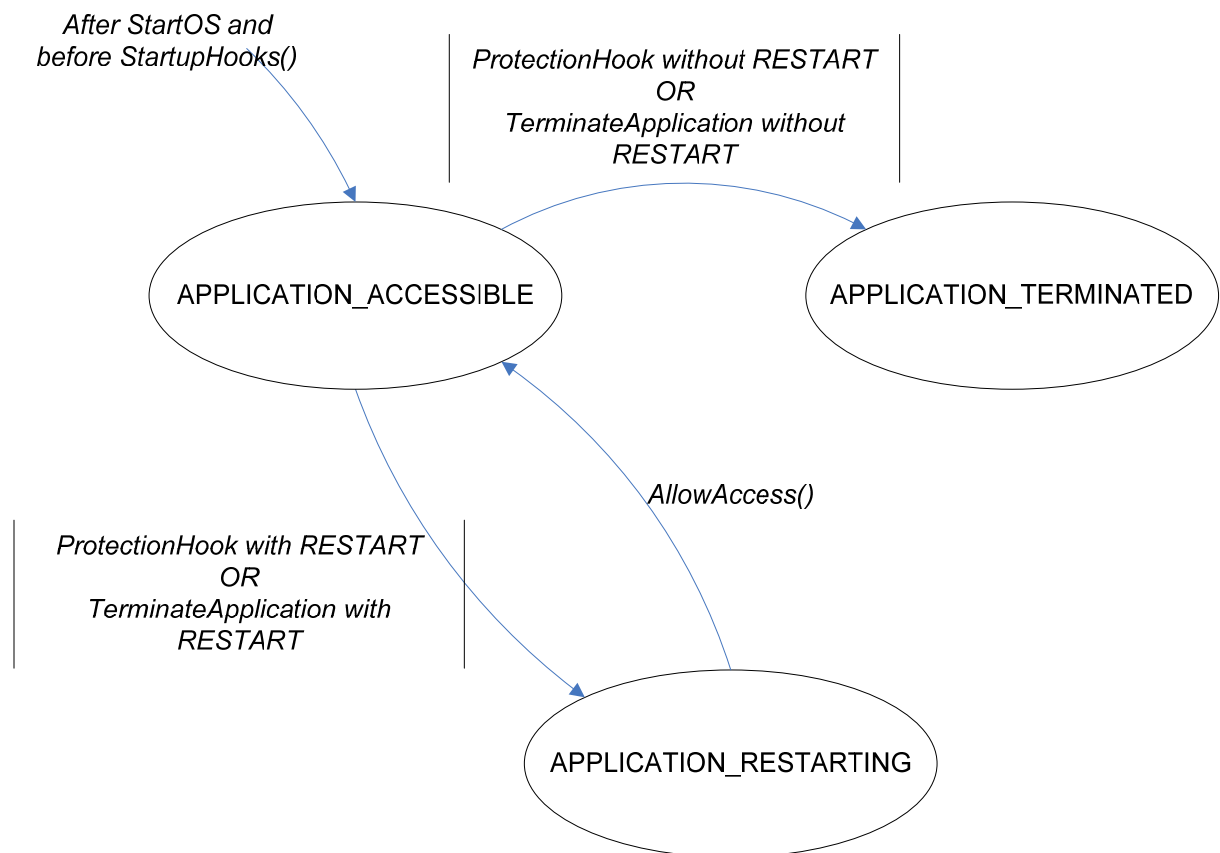 After StartOS and
before StartupHooks()
ProtectionHook without RESTART
OR
TerminateApplication without
RESTART
APPLICATION_ACCESSIBLE
APPLICATION_TERMINATED
AllowAccess()
ProtectionHook with RESTART
OR
TerminateApplication with
RESTART
APPLICATION_RESTARTING